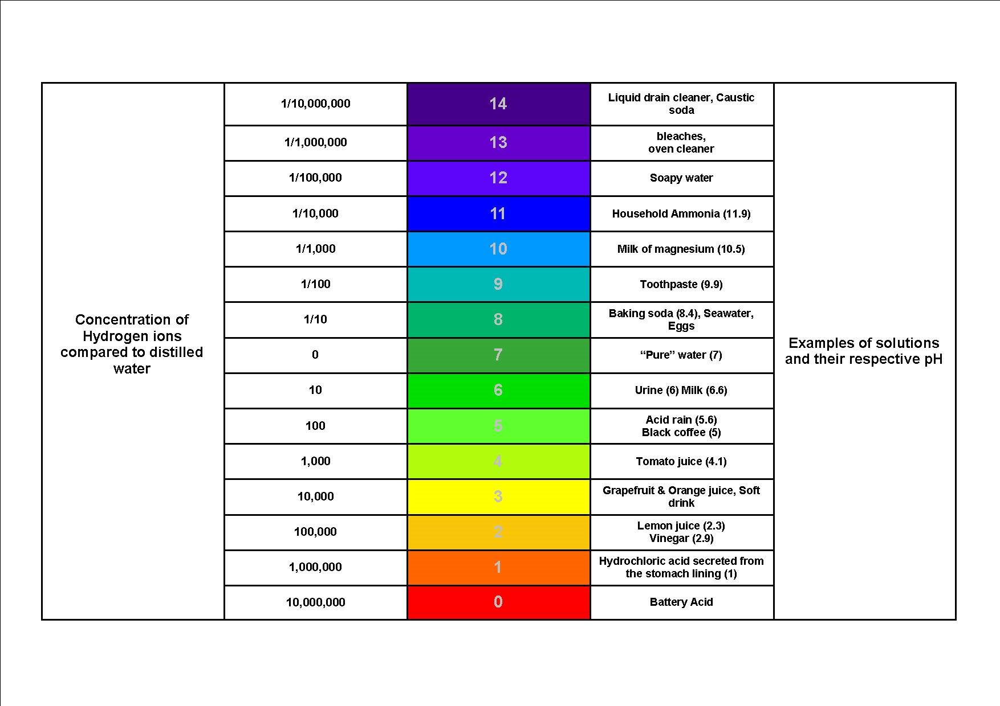 Concentration of
Hydrogen ions
compared to distilled
water
1/10,000,000
14
Liquid drain cleaner, Caustic
soda
1/1,000,000
13
bleaches,
oven cleaner
1/100,000
12
Soapy water
1/10,000
11
Household Ammonia (11.9)
1/1,000
10
Milk of magnesium (10.5)
1/100
9
Toothpaste (9.9)
1/10
8
Baking soda (8.4), Seawater,
Eggs
0
7
“Pure” water (7)
10
6
Urine (6) Milk (6.6)
100
5
Acid rain (5.6)
Black coffee (5)
1,000
4
Tomato juice (4.1)
10,000
3
Grapefruit & Orange juice, Soft
drink
100,000
2
Lemon juice (2.3)
Vinegar (2.9)
1,000,000
1
Hydrochloric acid secreted from
the stomach lining (1)
10,000,000
0
Battery Acid
Examples of solutions
and their respective pH